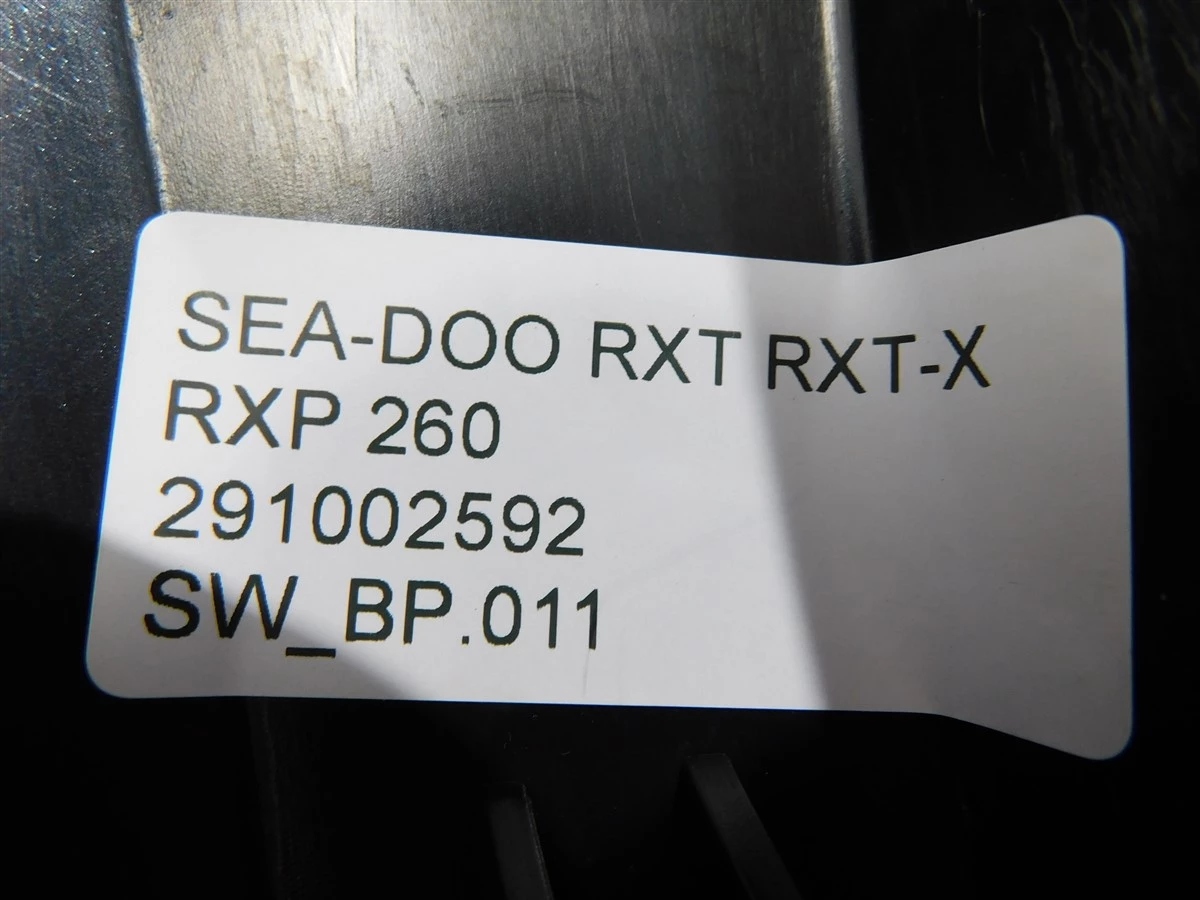 SEA-DOO RXT RXT-X
RXP 260
291002592
SW_BP.011